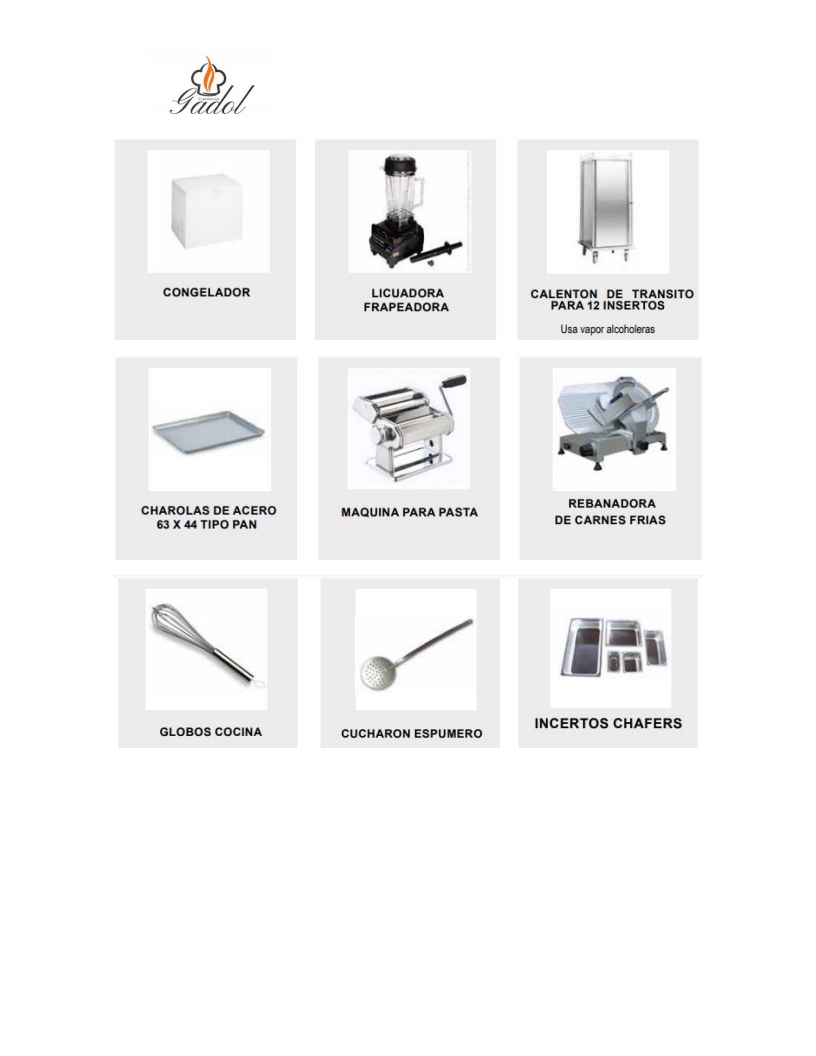 Gadol
CONGELADOR
LICUADORA
FRAPEADORA
CALENTON DE TRANSITO
PARA 12 INSERTOS
Usa vapor alcoholeras
CHAROLAS DE ACERO
63 X 44 TIPO PAN
MAQUINA PARA PASTA
REBANADORA
DE CARNES FRIAS
GLOBOS COCINA
CUCHARON ESPUMERO
INCERTOS CHAFERS